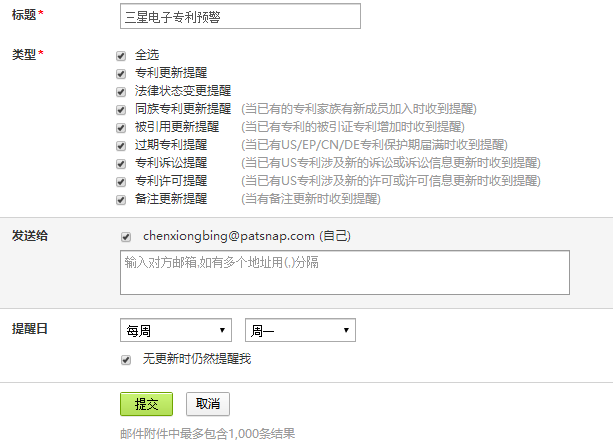 标题* 三星电子专利预警
类型* 全选
专利更新提醒
法律状态变更提醒
同族专利更新提醒 (当已有的专利家族有新成员加入时收到提醒)
被引用更新提醒 (当已有专利的被引证专利增加时收到提醒)
过期专利提醒 (当已有US/EP/CN/DE专利保护期届满时收到提醒)
专利诉讼提醒 (当已有US专利涉及新的诉讼或诉讼信息更新时收到提醒)
专利许可提醒 (当已有US专利涉及新的许可或许可信息更新时收到提醒)
备注更新提醒 (当有备注更新时收到提醒)
发送给 chenxiongbing@patsnap.com (自己)
输入对方邮箱,如有多个地址用(,)分隔
提醒日 每周 周一
无更新时仍然提醒我
提交 取消
邮件附件中最多包含1,000条结果